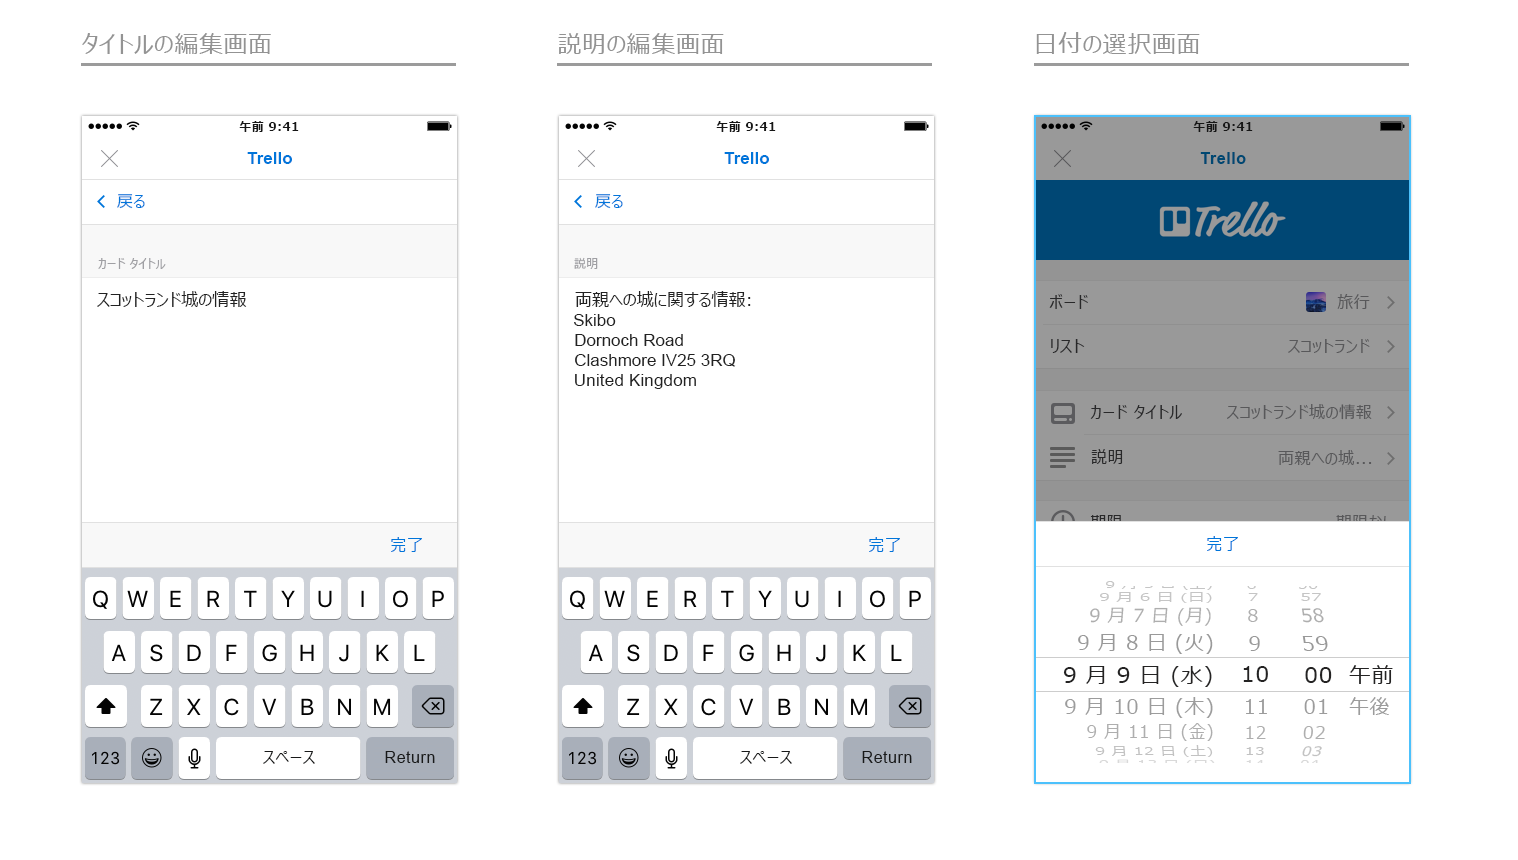 タイトルの編集画面
午前 9:41
Trello
戻る
カード タイトル
スコットランド城の情報
完了
Q W E R T Y U I O P
A S D F G H J K L
Z X C V B N M
123 スペース Return
説明の編集画面
午前 9:41
Trello
戻る
説明
両親への城に関する情報:
Skibo
Dornoch Road
Clashmore IV25 3RQ
United Kingdom
完了
Q W E R T Y U I O P
A S D F G H J K L
Z X C V B N M
123 スペース Return
日付の選択画面
午前 9:41
Trello
Trello
ボード 旅行
リスト スコットランド
カード タイトル スコットランド城の情報
説明 両親への城...
期限 期限なし
完了
9 月 6 日 (日) 7 57
9 月 7 日 (月) 8 58
9 月 8 日 (火) 9 59
9 月 9 日 (水) 10 00 午前
9 月 10 日 (木) 11 01 午後
9 月 11 日 (金) 12 02
9 月 12 日 (土) 13 03